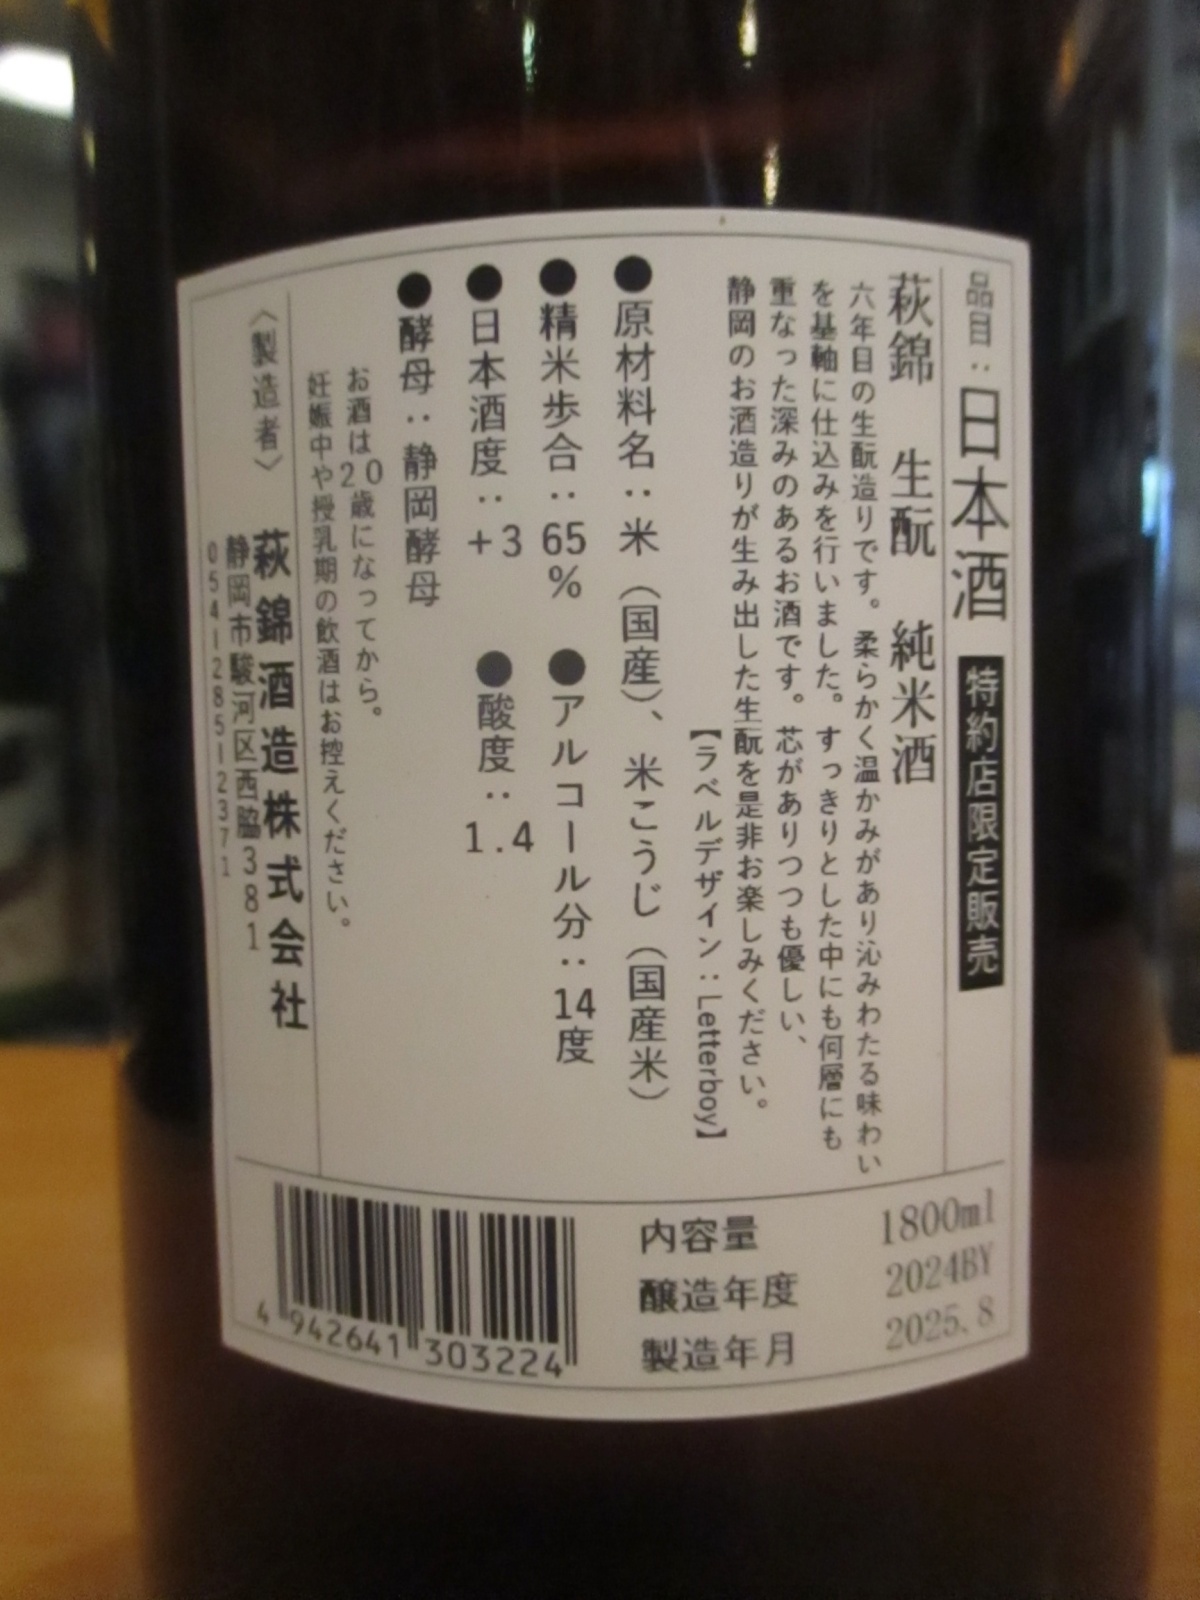 品目：日本酒 特約店限定販売
萩錦 生酛 純米酒
六年目の生酛造りです。柔らかく温かみがあり沁みわたる味わい
を基軸に仕込みを行いました。すっきりとした中にも何層にも
重なった深みのあるお酒です。芯がありつつも優しい、
静岡のお酒造りが生み出した生酛を是非お楽しみください。
【ラベルデザイン：Letterboy】
●原材料名：米（国産）、米こうじ（国産米）
●精米歩合：65% ●アルコール分：14度
●日本酒度：+3 ●酸度：1.4
●酵母：静岡酵母
お酒は20歳になってから。
妊娠中や授乳期の飲酒はお控えください。
〈製造者〉 萩錦酒造株式会社
静岡市駿河区西脇381
054-285-2371
内容量 1800ml
醸造年度 2024BY
製造年月 2025.8
4 942641 303224